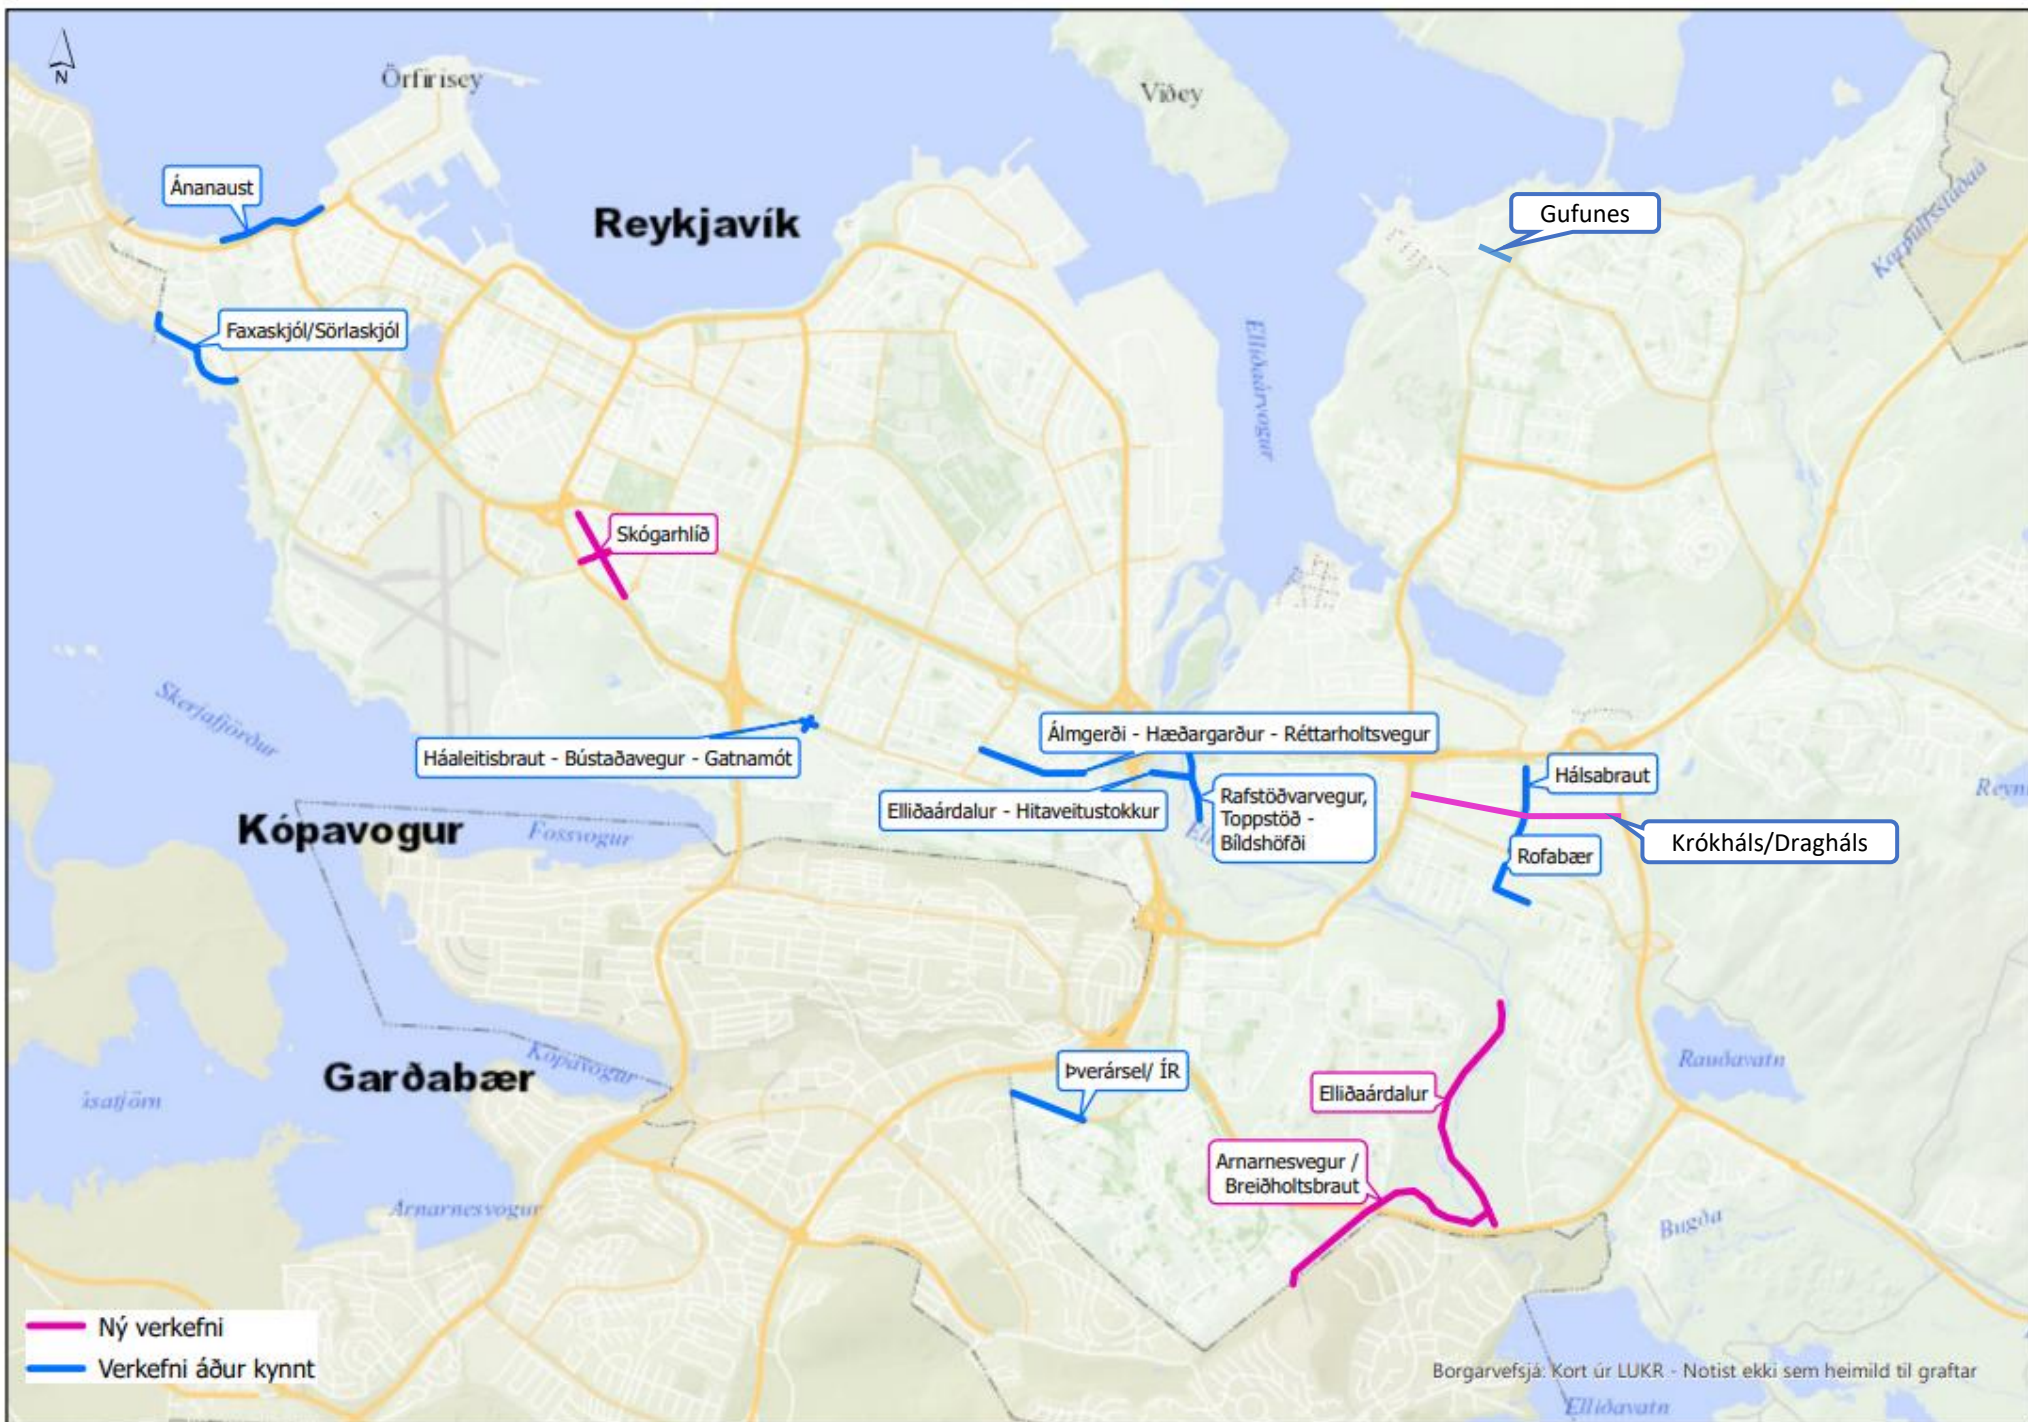 N
Örfirisey
Viðey
Ánanaust
Reykjavík
Gufunes
Korpúlfsstaðaá
Faxaskjól/Sörlaskjól
Elliðaárvogur
Skógarhlíð
Skerjafjörður
Háaleitisbraut - Bústaðavegur - Gatnamót
Álmgerði - Hæðargarður - Réttarholtsvegur
Hálsabraut
Elliðaárdalur - Hitaveitustokkur
Rafstöðvarvegur,
Toppstöð -
Bíldshöfði
Reyn
Kópavogur
Fossvogur
Krókháls/Dragháls
Rofabær
Garðabær
Kópavogur
Þverársel/ ÍR
Rauðavatn
Elliðaárdalur
Arnarnesvegur /
Breiðholtsbraut
Arnarnesvogur
Bugða
Ný verkefni
Verkefni áður kynnt
Borgarvefsjá: Kort úr LUKR - Notist ekki sem heimild til graftar
Elliðavatn